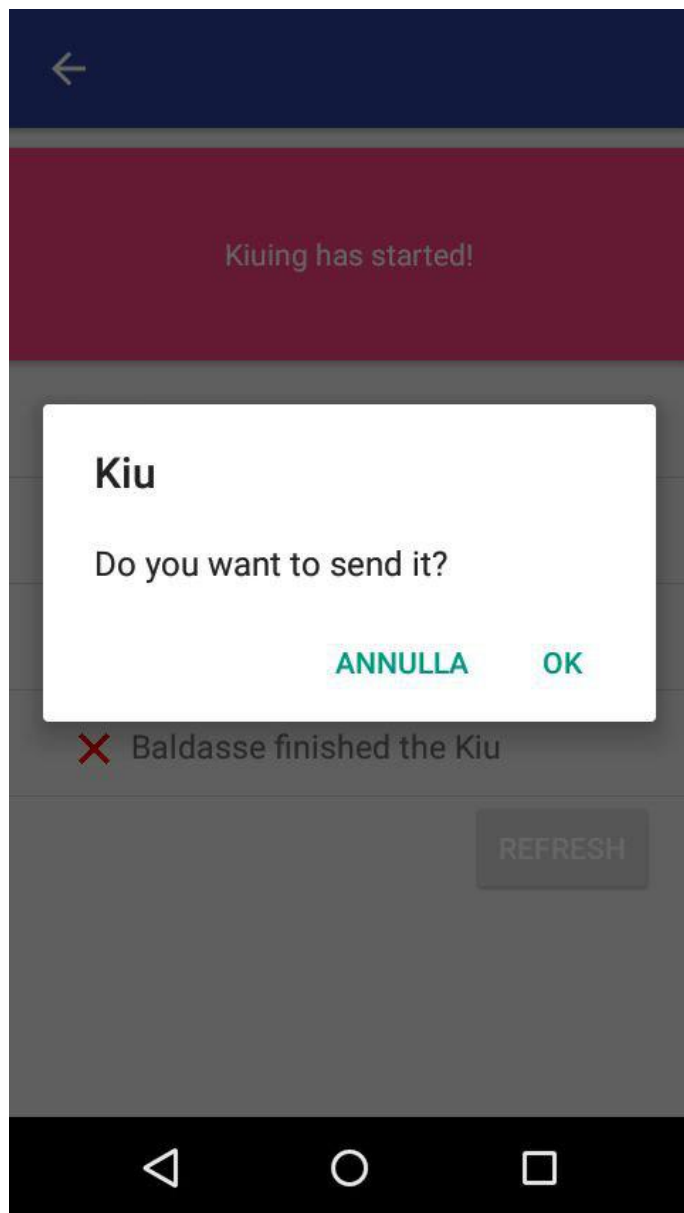 Kiuing has started!
Kiu
Do you want to send it?
ANNULLA OK
Baldasse finished the Kiu
REFRESH